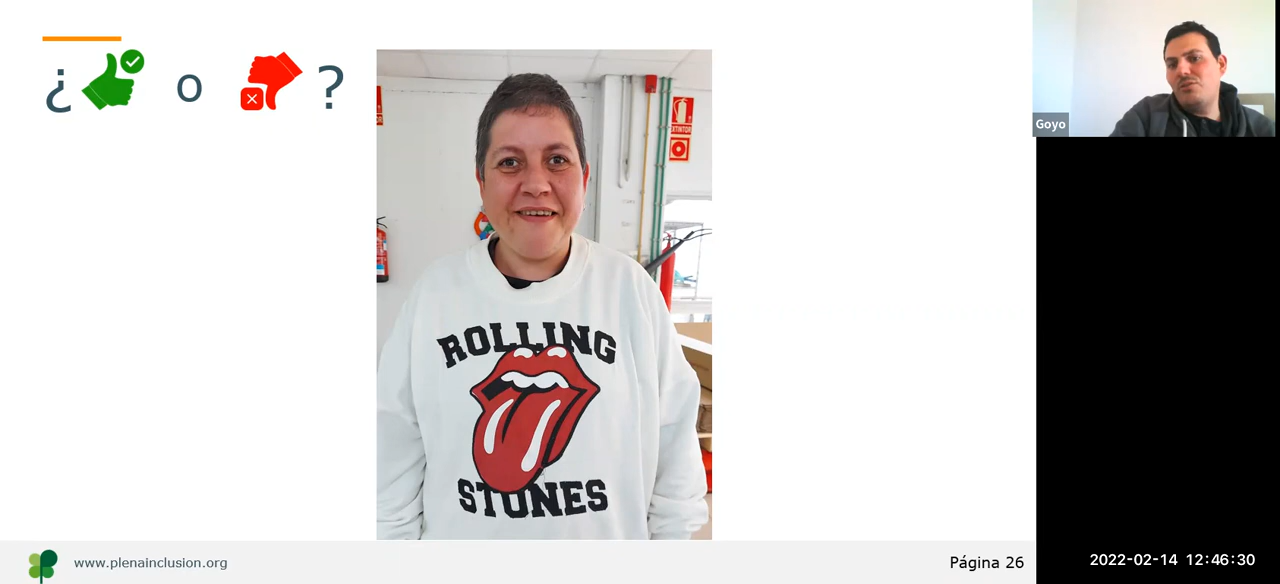 ¿ o ?
EXTINTOR
ROLLING
STONES
Goyo
www.plenainclusion.org
Página 26
2022-02-14 12:46:30